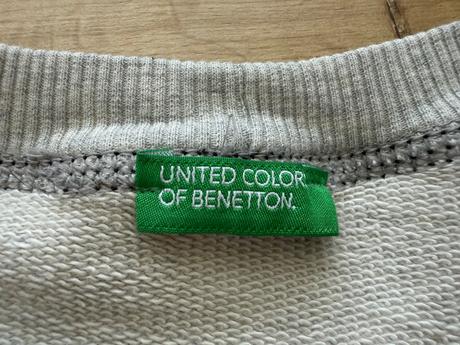 UNITED COLOR
OF BENETTON.